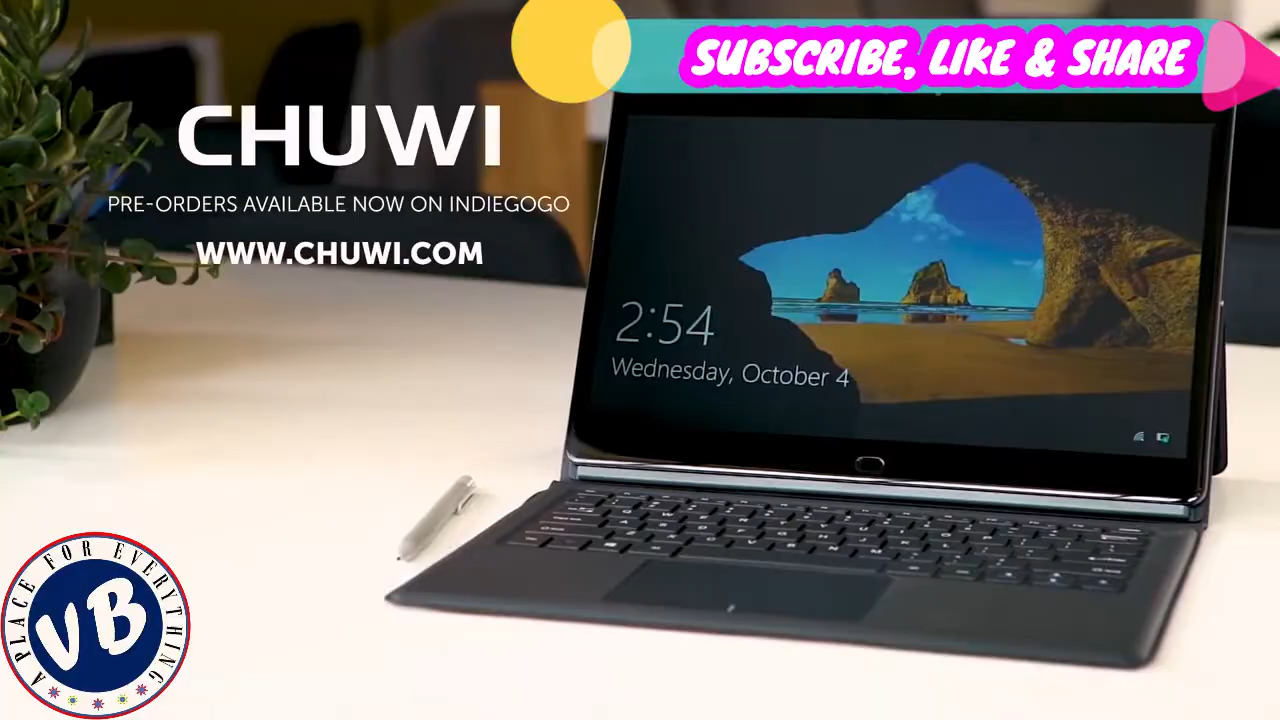 SUBSCRIBE, LIKE & SHARE
CHUWI
PRE-ORDERS AVAILABLE NOW ON INDIEGOGO
WWW.CHUWI.COM
2:54
Wednesday, October 4
A PLACE FOR EVERYTHING
VB